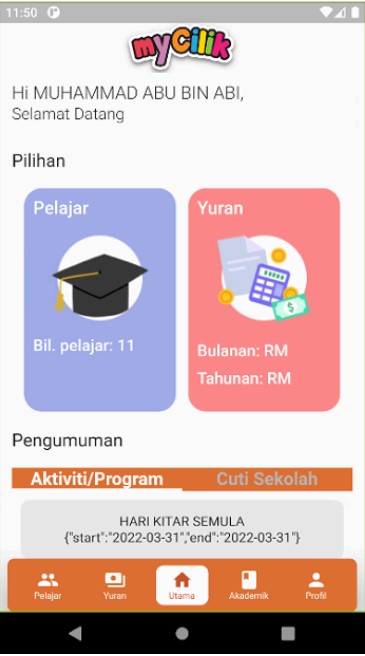 11:50
myCilik
Hi MUHAMMAD ABU BIN ABI,
Selamat Datang
Pilihan
Pelajar
Bil. pelajar: 11
Yuran
$
Bulanan: RM
Tahunan: RM
Pengumuman
Aktiviti/Program Cuti Sekolah
HARI KITAR SEMULA
{"start":"2022-03-31","end":"2022-03-31"}
Pelajar Yuran Utama Akademik Profil